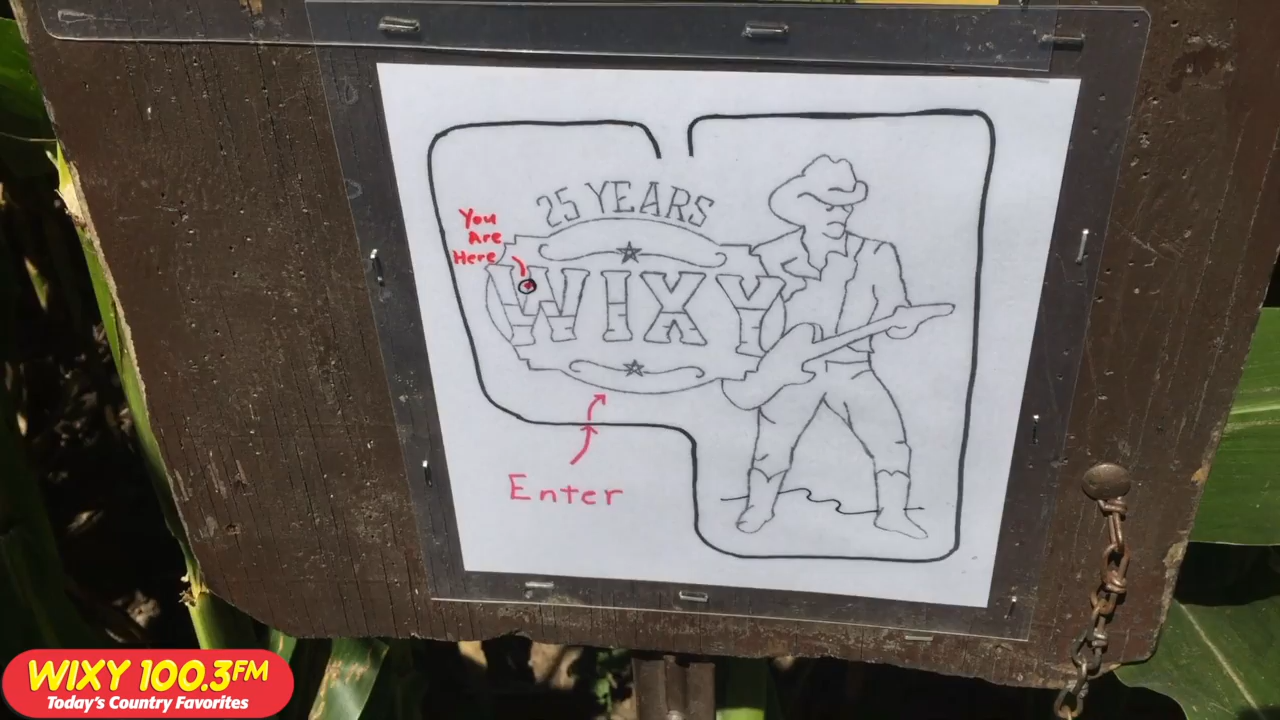 25 YEARS
You
Are
Here
WIXY
Enter
WIXY 100.3FM
Today's Country Favorites